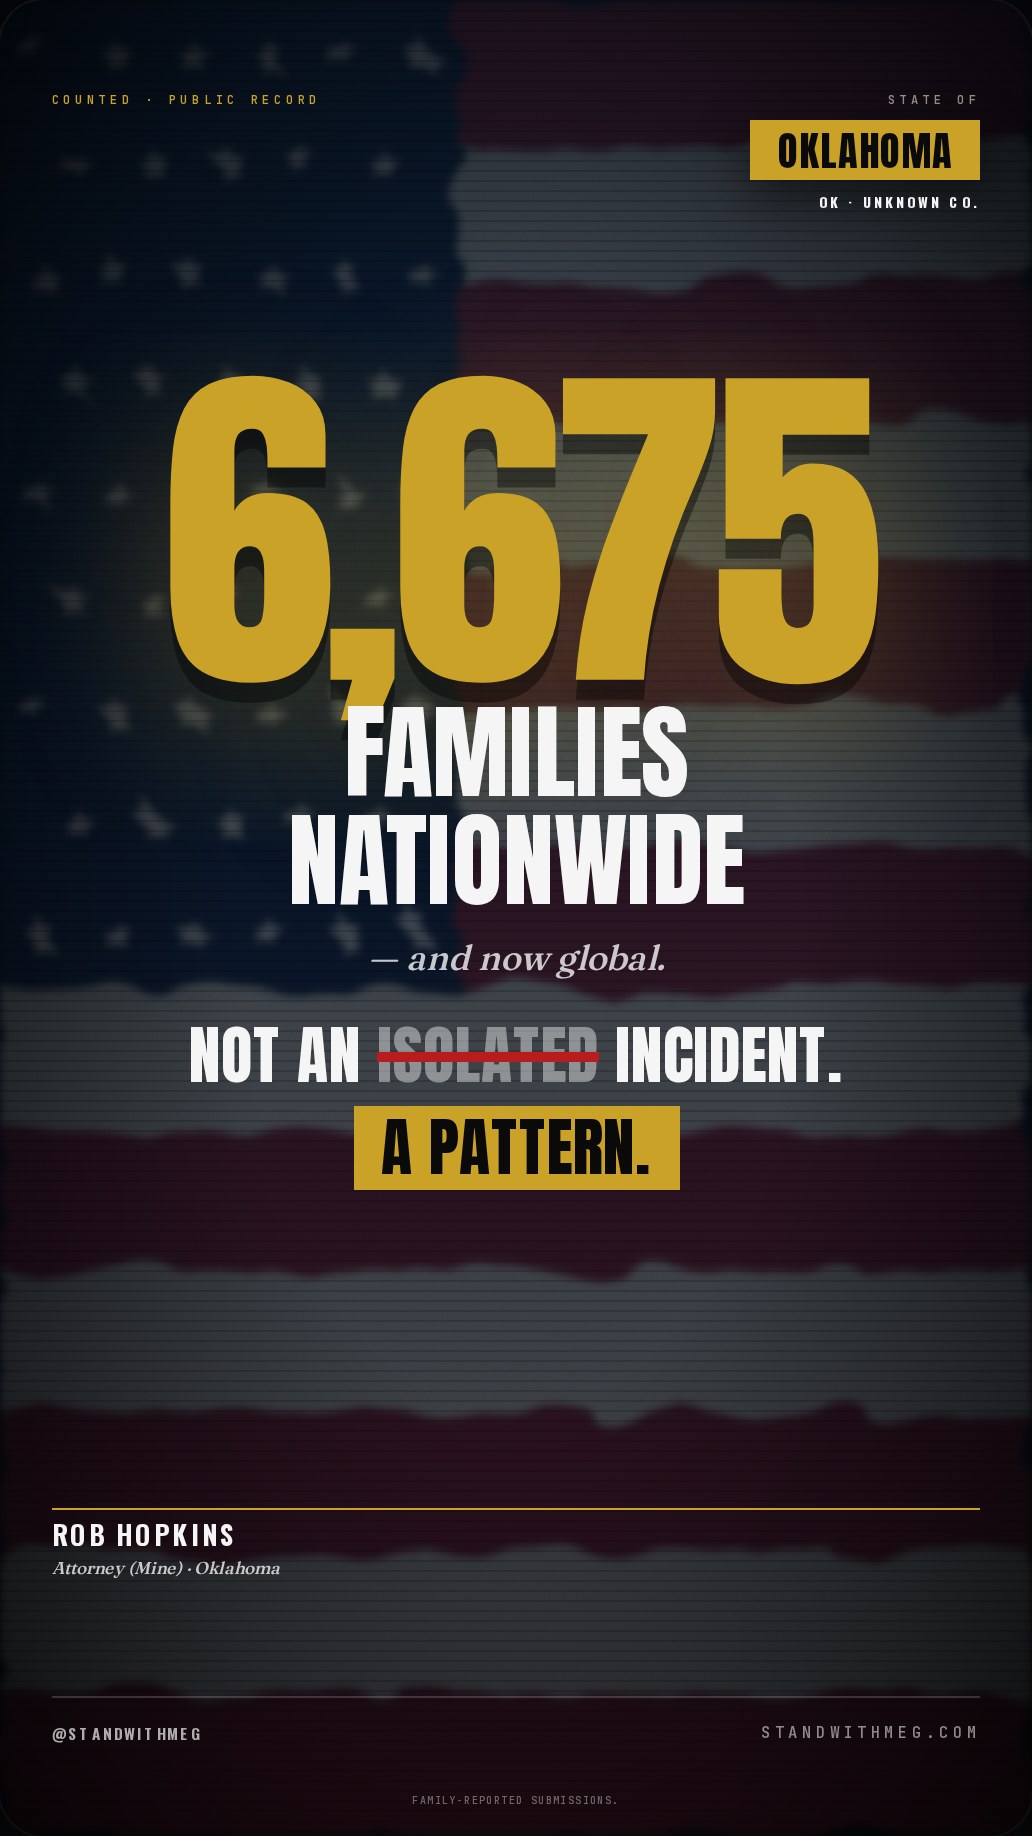 COUNTED · PUBLIC RECORD
STATE OF
OKLAHOMA
OK · UNKNOWN CO.
6,675
FAMILIES
NATIONWIDE
— and now global.
NOT AN ISOLATED INCIDENT.
A PATTERN.
ROB HOPKINS
Attorney (Mine) · Oklahoma
@STANDWITHMEG
STANDWITHMEG.COM
FAMILY-REPORTED SUBMISSIONS.